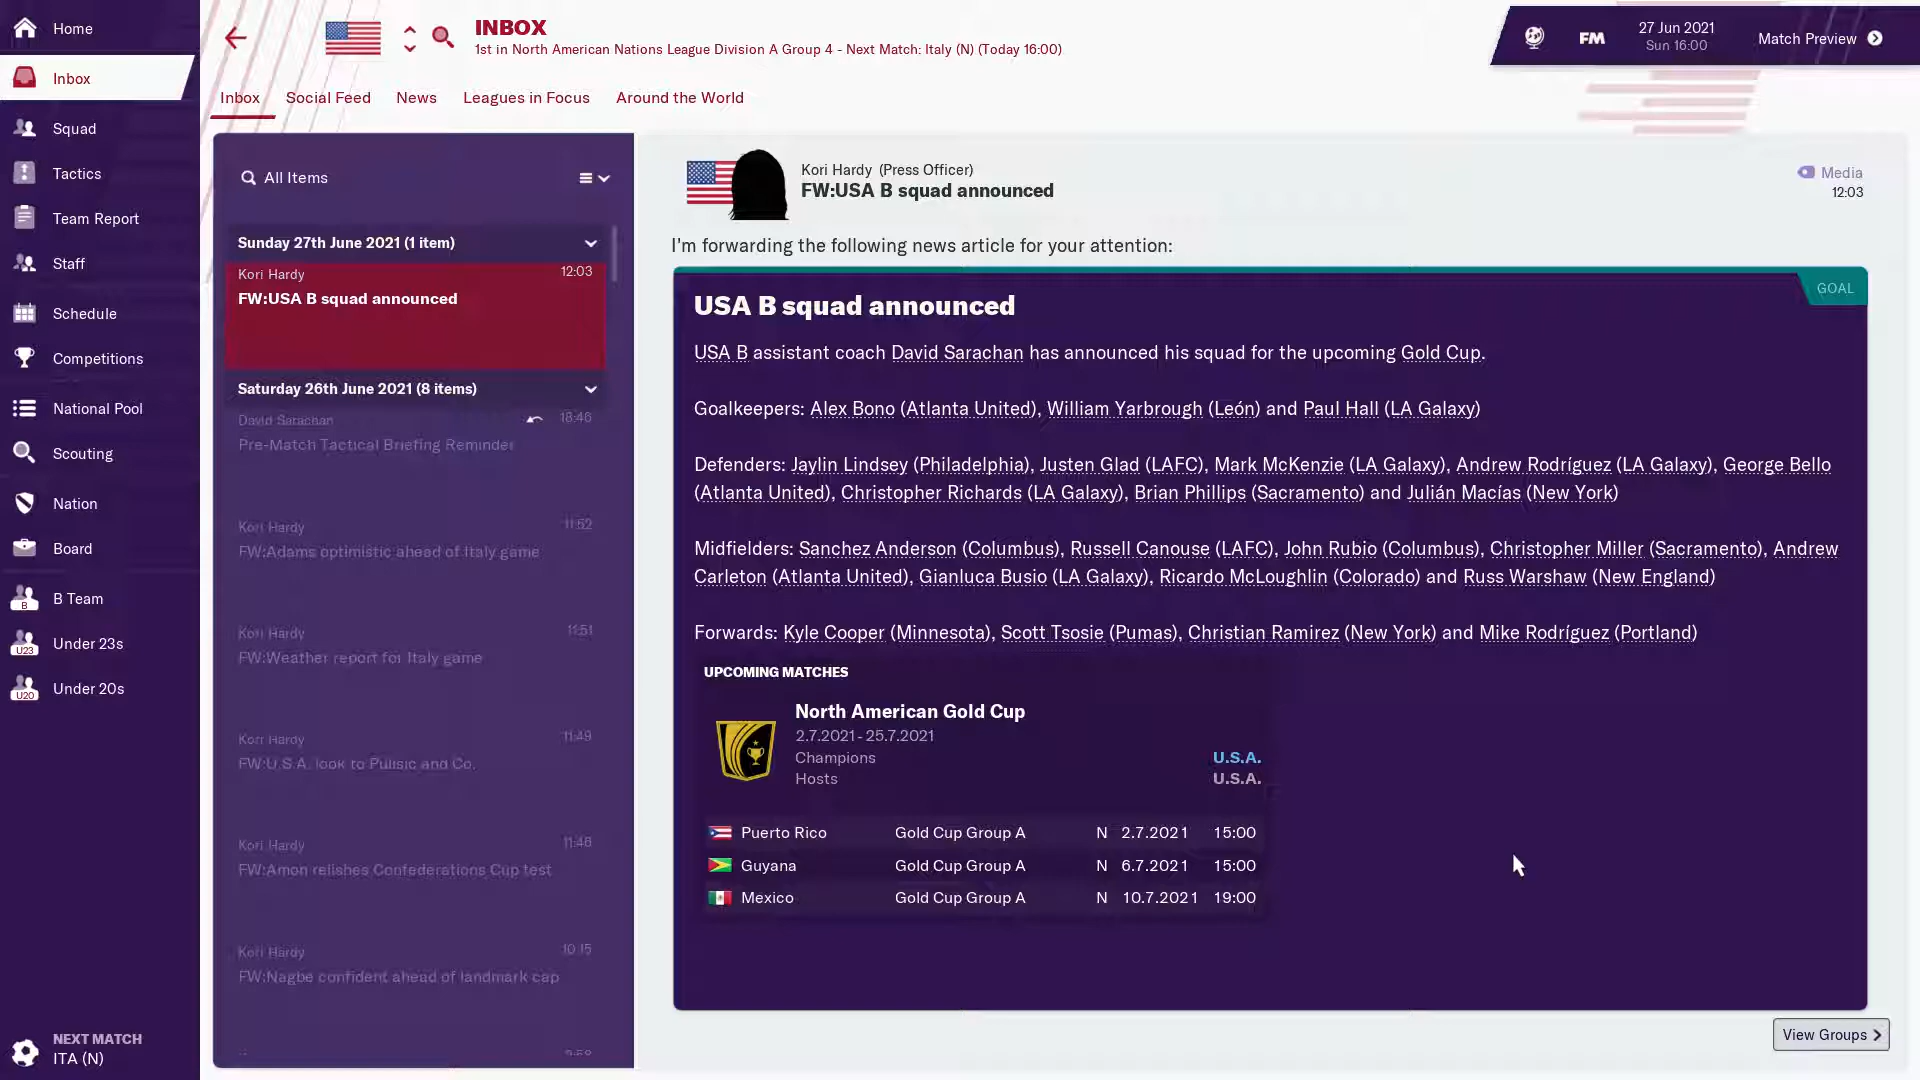 Home
Inbox
Squad
Tactics
Team Report
Staff
Schedule
Competitions
National Pool
Scouting
Nation
Board
B Team
Under 23s
Under 20s
B
U23
U20
NEXT MATCH
ITA (N)
INBOX
1st in North American Nations League Division A Group 4 - Next Match: Italy (N) (Today 16:00)
FM
27 Jun 2021
Sun 16:00
Match Preview
Inbox
Social Feed
News
Leagues in Focus
Around the World
All Items
Sunday 27th June 2021 (1 item)
Kori Hardy 12:03
FW:USA B squad announced
Saturday 26th June 2021 (8 items)
David Sarachan 18:46
Pre-Match Tactical Briefing Reminder
Kori Hardy 11:52
FW:Adams optimistic ahead of Italy game
Kori Hardy 11:51
FW:Weather report for Italy game
Kori Hardy 11:49
FW:U.S.A. look to Pulisic and Co.
Kori Hardy 11:46
FW:Amon relishes Confederations Cup test
Kori Hardy 10:15
FW:Nagbe confident ahead of landmark cap
Kori Hardy (Press Officer)
FW:USA B squad announced
Media
12:03
I'm forwarding the following news article for your attention:
GOAL
USA B squad announced
USA B assistant coach David Sarachan has announced his squad for the upcoming Gold Cup.
Goalkeepers: Alex Bono (Atlanta United), William Yarbrough (León) and Paul Hall (LA Galaxy)
Defenders: Jaylin Lindsey (Philadelphia), Justen Glad (LAFC), Mark McKenzie (LA Galaxy), Andrew Rodríguez (LA Galaxy), George Bello
(Atlanta United), Christopher Richards (LA Galaxy), Brian Phillips (Sacramento) and Julián Macías (New York)
Midfielders: Sanchez Anderson (Columbus), Russell Canouse (LAFC), John Rubio (Columbus), Christopher Miller (Sacramento), Andrew
Carleton (Atlanta United), Gianluca Busio (LA Galaxy), Ricardo McLoughlin (Colorado) and Russ Warshaw (New England)
Forwards: Kyle Cooper (Minnesota), Scott Tsosie (Pumas), Christian Ramirez (New York) and Mike Rodríguez (Portland)
UPCOMING MATCHES
North American Gold Cup
2.7.2021 - 25.7.2021
Champions U.S.A.
Hosts U.S.A.
Puerto Rico Gold Cup Group A N 2.7.2021 15:00
Guyana Gold Cup Group A N 6.7.2021 15:00
Mexico Gold Cup Group A N 10.7.2021 19:00
View Groups